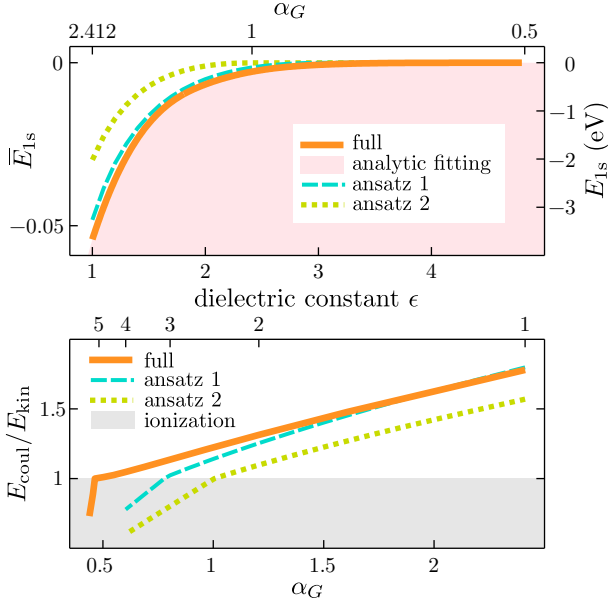 α_G
2.412 1 0.5
0 0
−1
−2
−3
−0.05
E̿₁ₛ
E₁ₛ (eV)
full
analytic fitting
ansatz 1
ansatz 2
1 2 3 4
dielectric constant ϵ
5 4 3 2 1
full
ansatz 1
ansatz 2
ionization
1.5
1
E_coul/E_kin
0.5 1 1.5 2
α_G